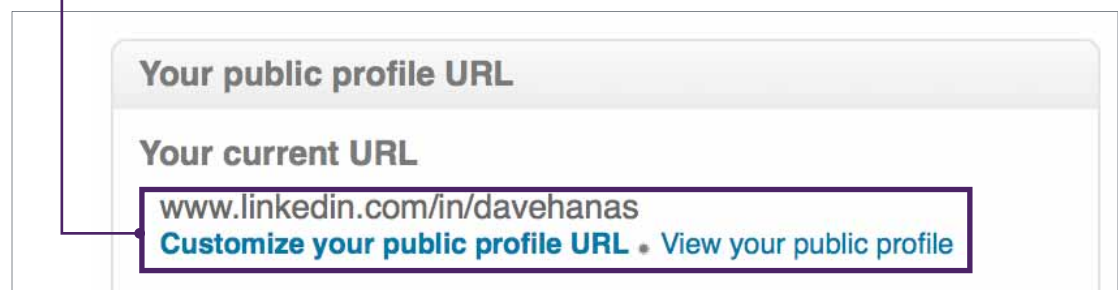 Your public profile URL
Your current URL
www.linkedin.com/in/davehanas
Customize your public profile URL • View your public profile